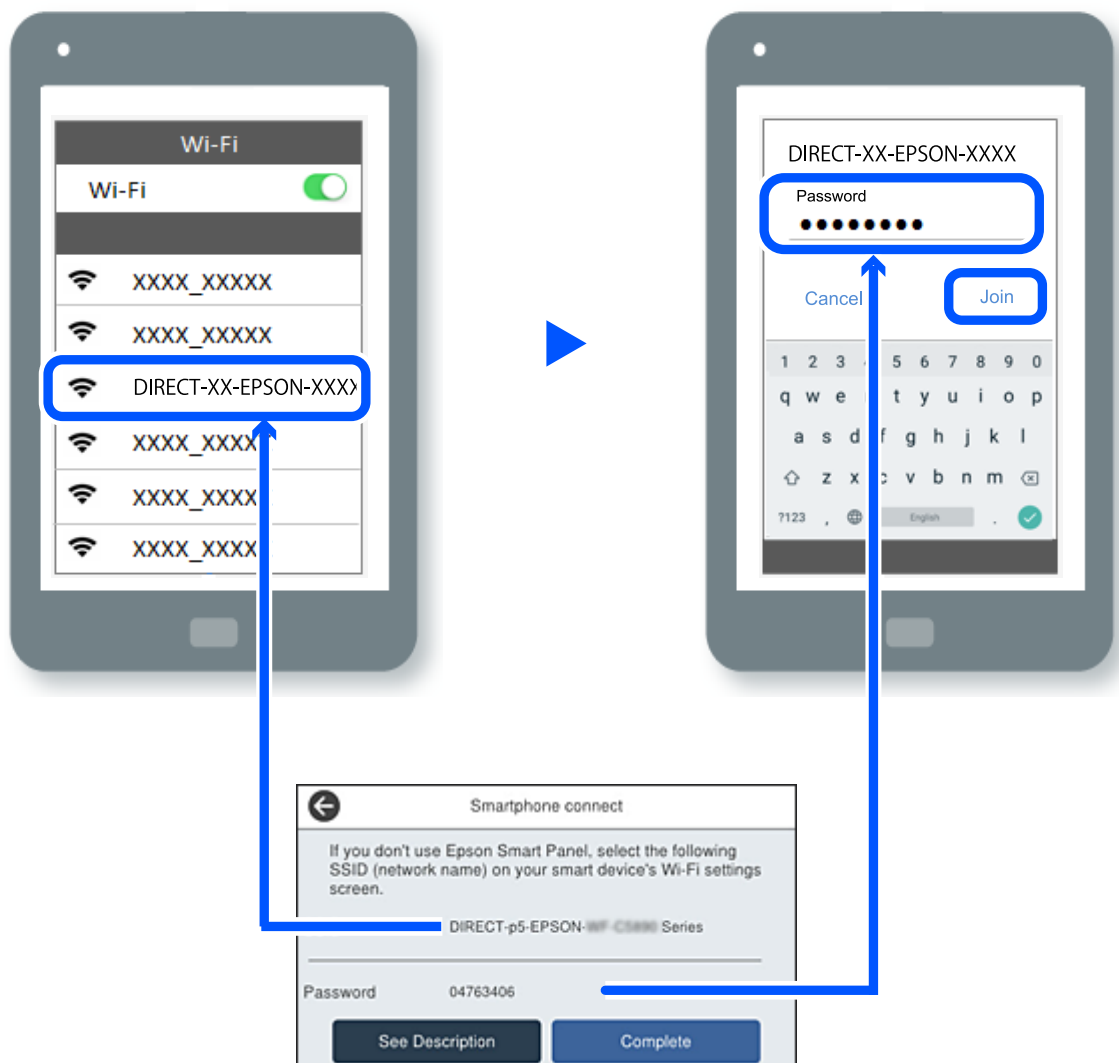 Wi-Fi
Wi-Fi
XXXX_XXXXX
XXXX_XXXXX
DIRECT-XX-EPSON-XXXX
XXXX_XXXX
XXXX_XXXX
XXXX_XXXX
DIRECT-XX-EPSON-XXXX
Password
Cancel
Join
1 2 3 5 6 7 8 9 0
q w e t y u i o p
a s d f g h j k l
z x c v b n m
?123 , English .
Smartphone connect
If you don't use Epson Smart Panel, select the following
SSID (network name) on your smart device's Wi-Fi settings
screen.
DIRECT-p5-EPSON- Series
Password 04763406
See Description
Complete